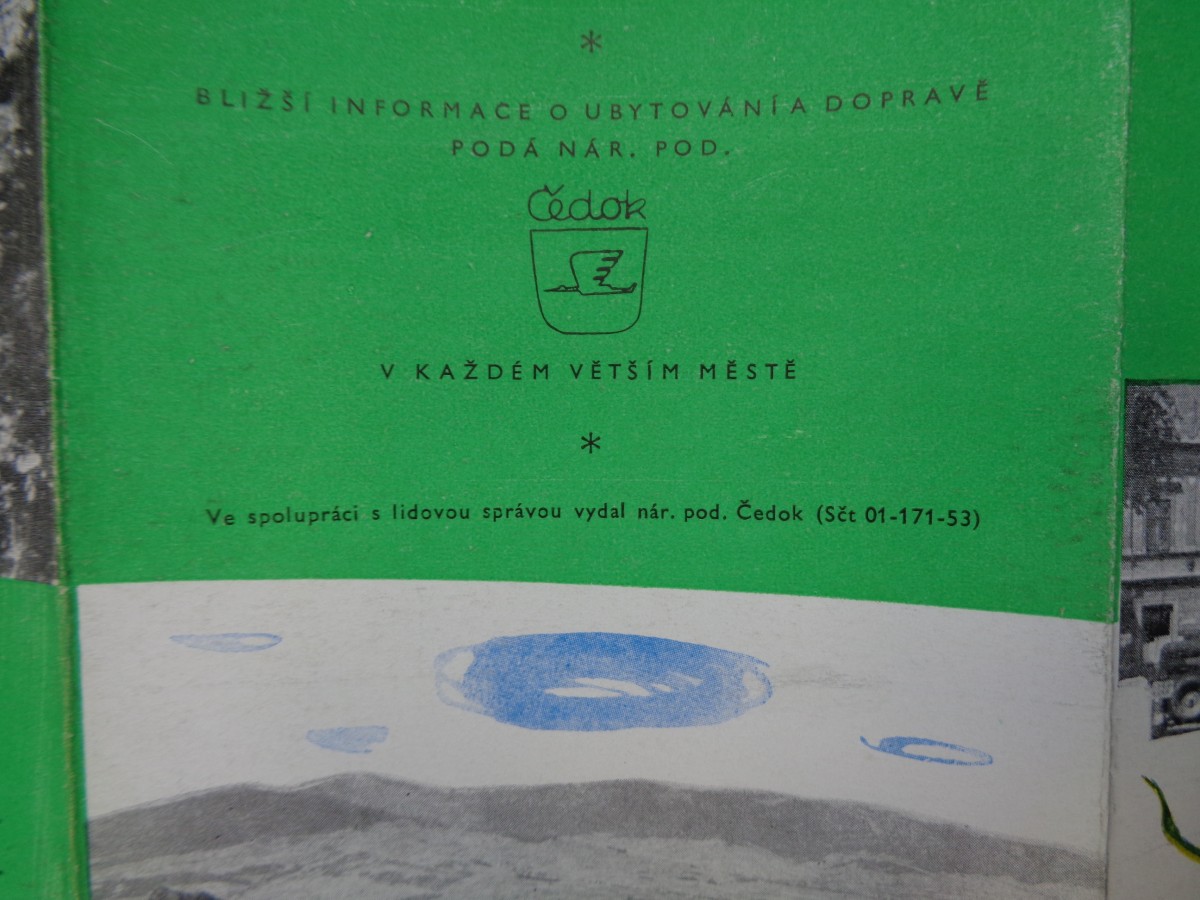 *
BLIŽŠÍ INFORMACE O UBYTOVÁNÍ A DOPRAVĚ
PODÁ NÁR. POD.
Čedok
V KAŽDÉM VĚTŠÍM MĚSTĚ
*
Ve spolupráci s lidovou správou vydal nár. pod. Čedok (Sčt 01-171-53)